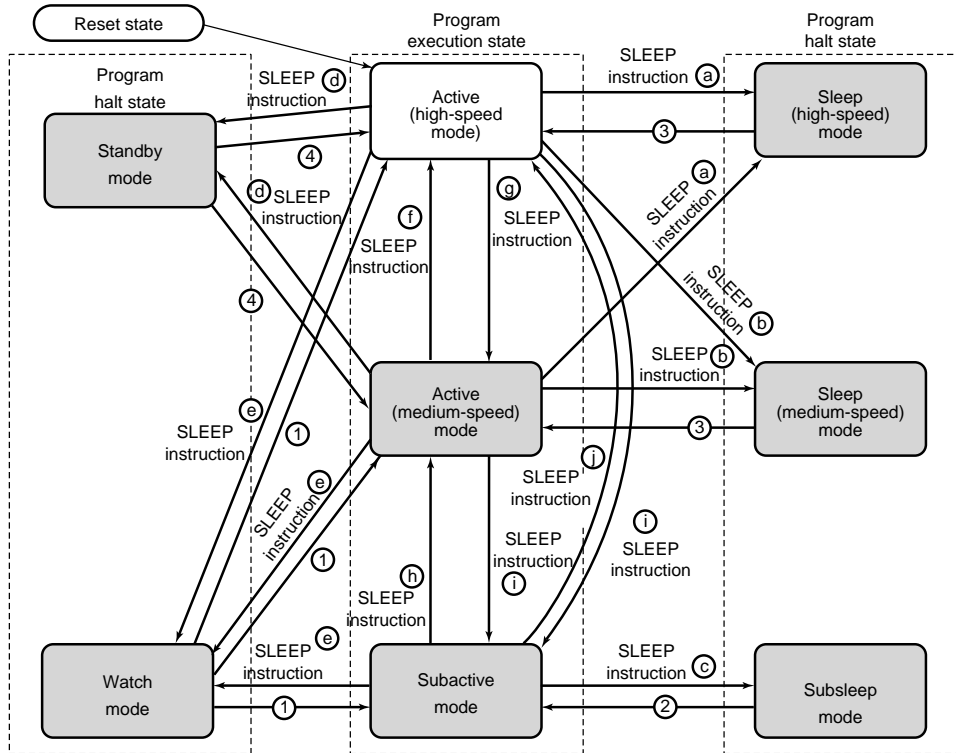 Reset state
Program
execution state
Program
halt state
Program
halt state
SLEEP
instruction
d
Active
(high-speed
mode)
SLEEP
instruction
a
Sleep
(high-speed)
mode
3
Standby
mode
4
d
SLEEP
instruction
f
SLEEP
instruction
g
SLEEP
instruction
a
SLEEP
instruction
SLEEP
instruction
b
4
Active
(medium-speed)
mode
SLEEP
instruction
b
Sleep
(medium-speed)
mode
3
e
SLEEP
instruction
1
e
SLEEP
instruction
1
j
SLEEP
instruction
i
SLEEP
instruction
SLEEP
instruction
i
h
SLEEP
instruction
e
SLEEP
instruction
Watch
mode
1
Subactive
mode
SLEEP
instruction
c
2
Subsleep
mode